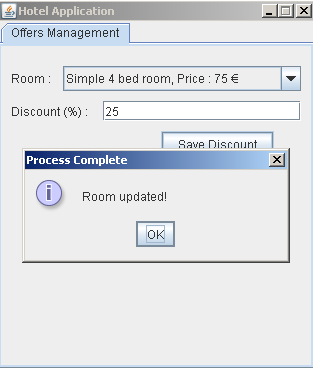 Hotel Application
Offers Management
Room : Simple 4 bed room, Price : 75 €
Discount (%) : 25
Save Discount
Process Complete
Room updated!
OK